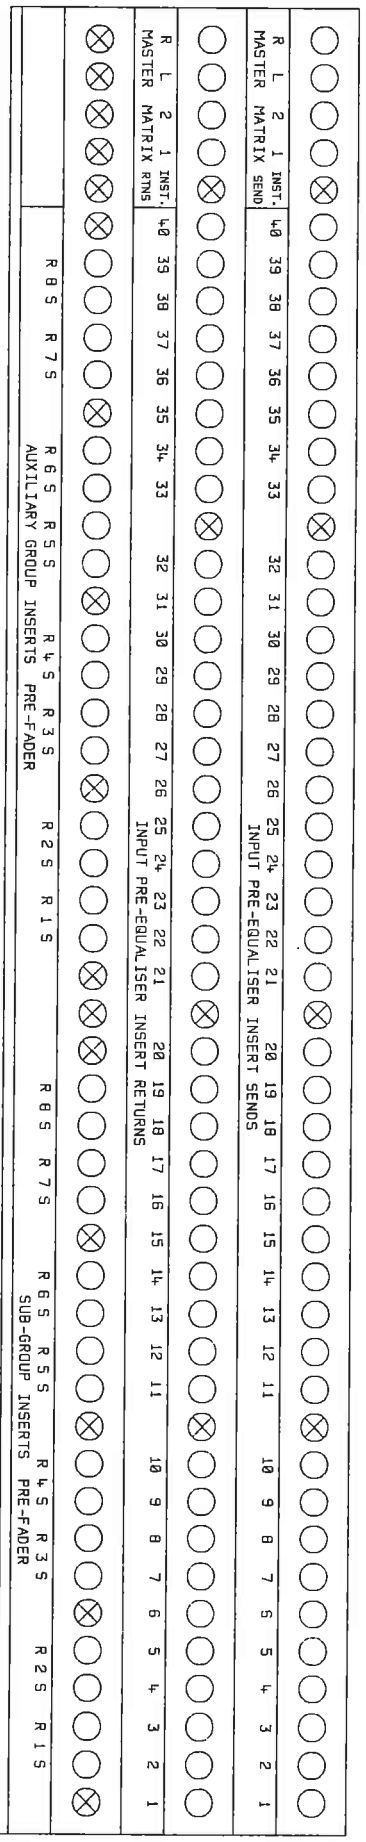 R L 2 1 INST. 40 39 38 37 36 35 34 33 32 31 30 29 28 27 26 25 24 23 22 21 20 19 18 17 16 15 14 13 12 11 10 9 8 7 6 5 4 3 2 1
MASTER MATRIX SEND INPUT PRE-EQUALISER INSERT SENDS
R L 2 1 INST. 40 39 38 37 36 35 34 33 32 31 30 29 28 27 26 25 24 23 22 21 20 19 18 17 16 15 14 13 12 11 10 9 8 7 6 5 4 3 2 1
MASTER MATRIX RTNS INPUT PRE-EQUALISER INSERT RETURNS
R 8 S R 7 S R 6 S R 5 S R 4 S R 3 S R 2 S R 1 S R 8 S R 7 S R 6 S R 5 S R 4 S R 3 S R 2 S R 1 S
AUXILIARY GROUP INSERTS PRE-FADER SUB-GROUP INSERTS PRE-FADER